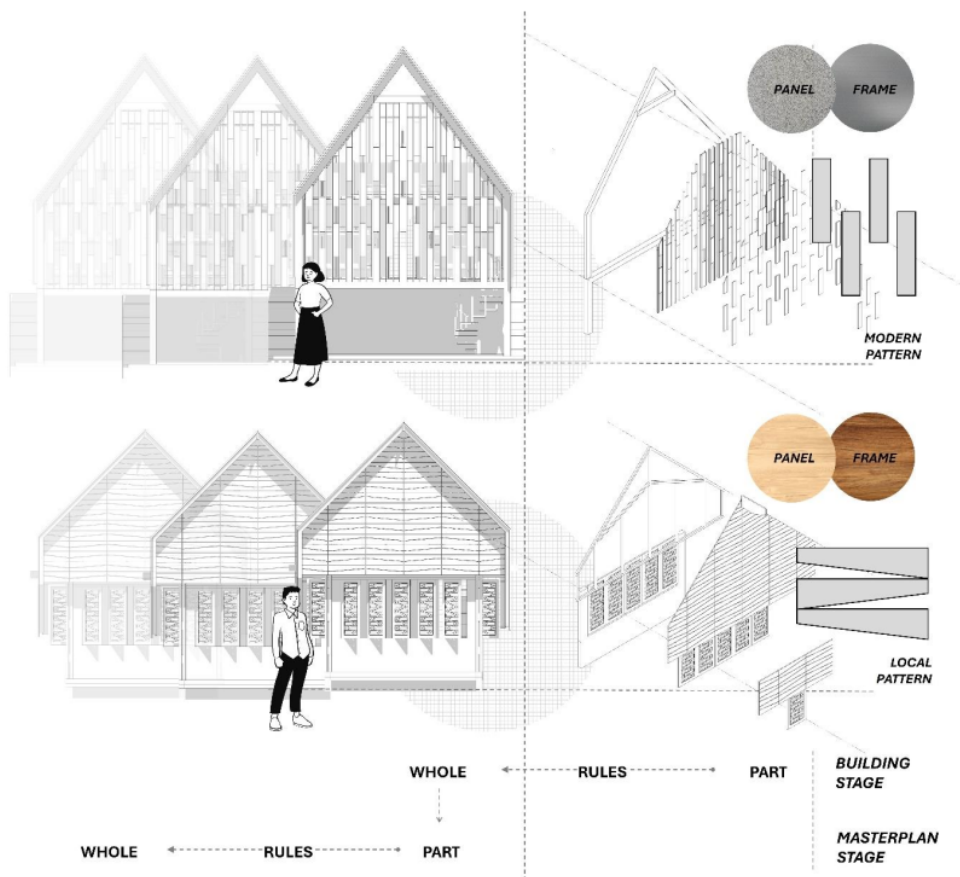 PANEL
FRAME
MODERN
PATTERN
PANEL
FRAME
LOCAL
PATTERN
WHOLE
RULES
PART
BUILDING
STAGE
MASTERPLAN
STAGE
WHOLE
RULES
PART